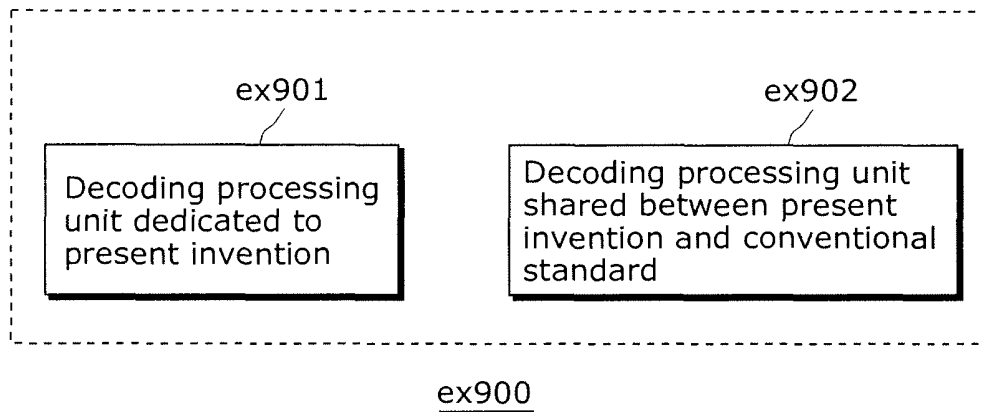 ex901
ex902
Decoding processing
unit dedicated to
present invention
Decoding processing unit
shared between present
invention and conventional
standard
ex900